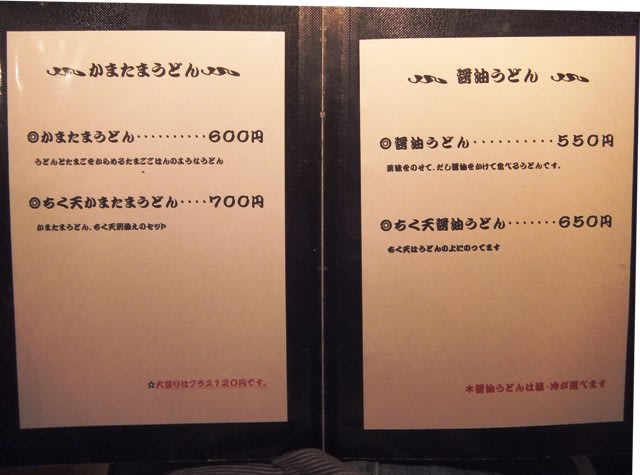 かまたまうどん
◎かまたまうどん‥‥‥‥‥600円
うどんとたまごをからめるたまごごはんのようなうどん
◎ちく天かまたまうどん‥‥700円
かまたまうどん、ちく天別添えのセット
☆大盛りはプラス120円です。
醤油うどん
◎醤油うどん‥‥‥‥‥550円
薬味をのせて、だし醤油をかけて食べるうどんです。
◎ちく天醤油うどん‥‥‥‥650円
ちく天はうどんの上にのってます
＊醤油うどんは温・冷が選べます